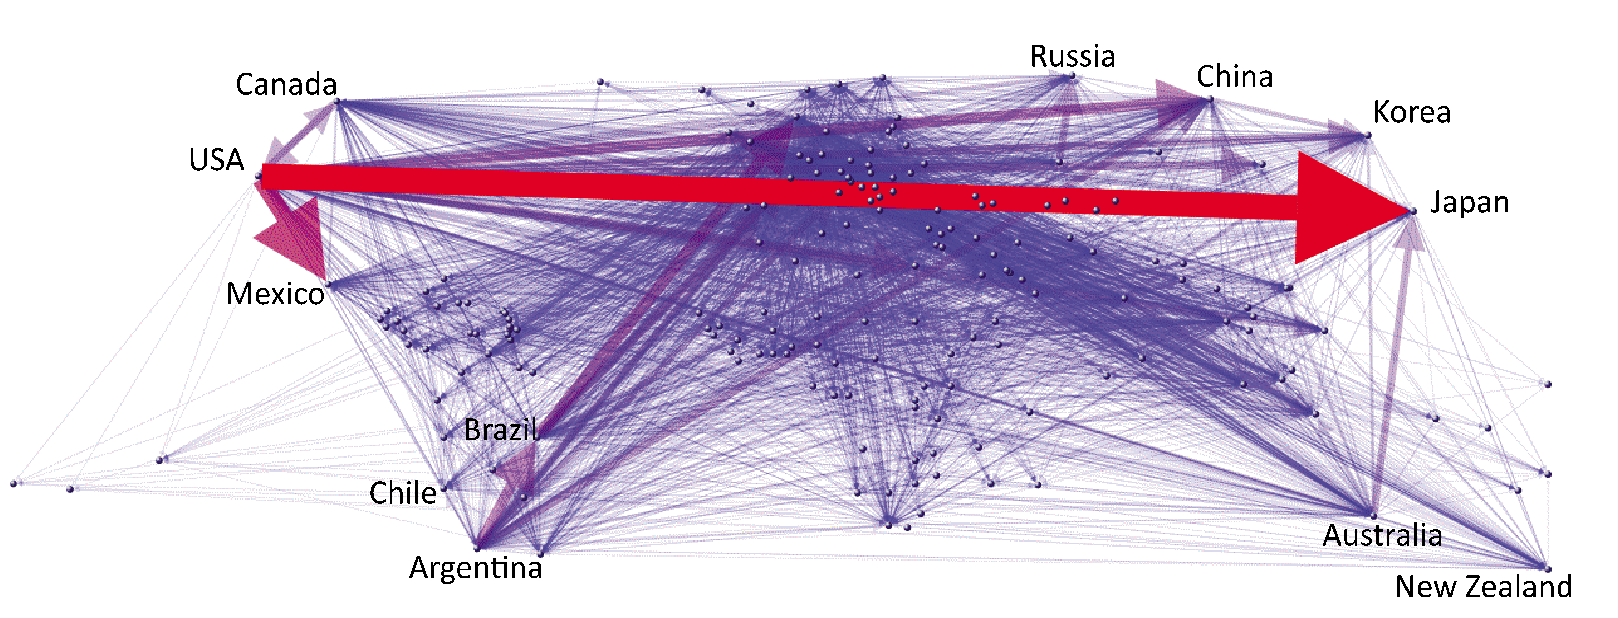 Russia
China
Canada
Korea
USA
Japan
Mexico
Brazil
Chile
Australia
Argentina
New Zealand